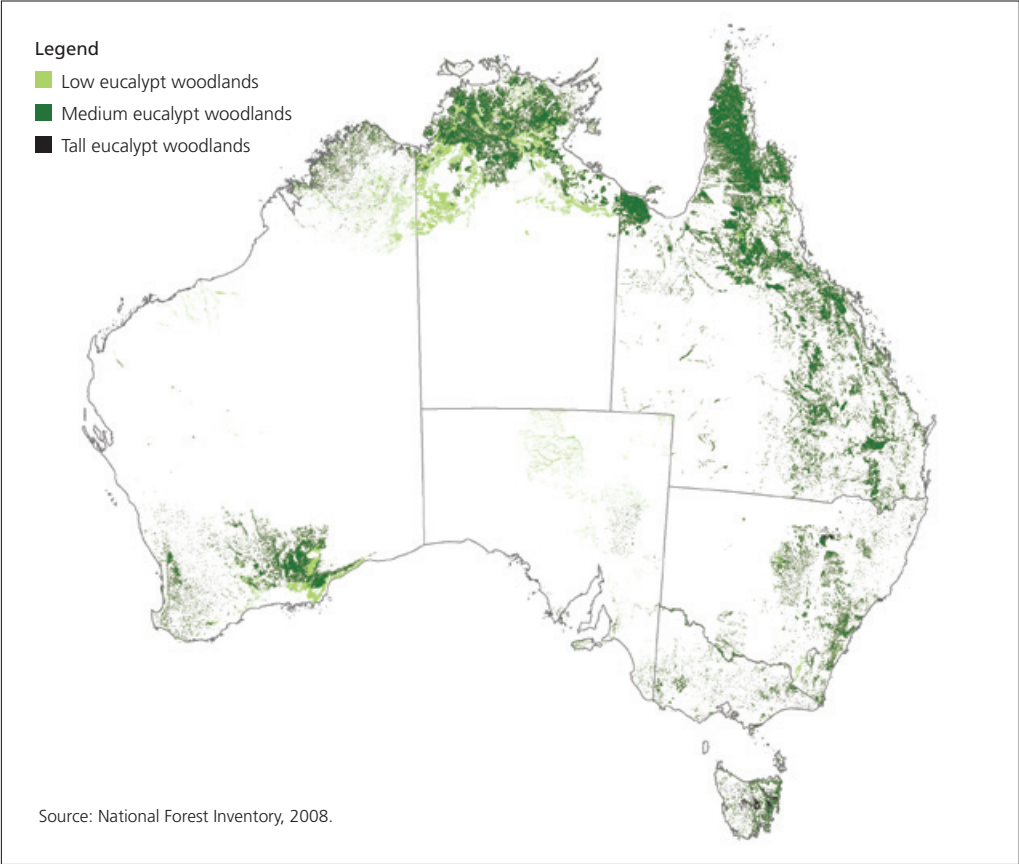 Legend
Low eucalypt woodlands
Medium eucalypt woodlands
Tall eucalypt woodlands
Source: National Forest Inventory, 2008.